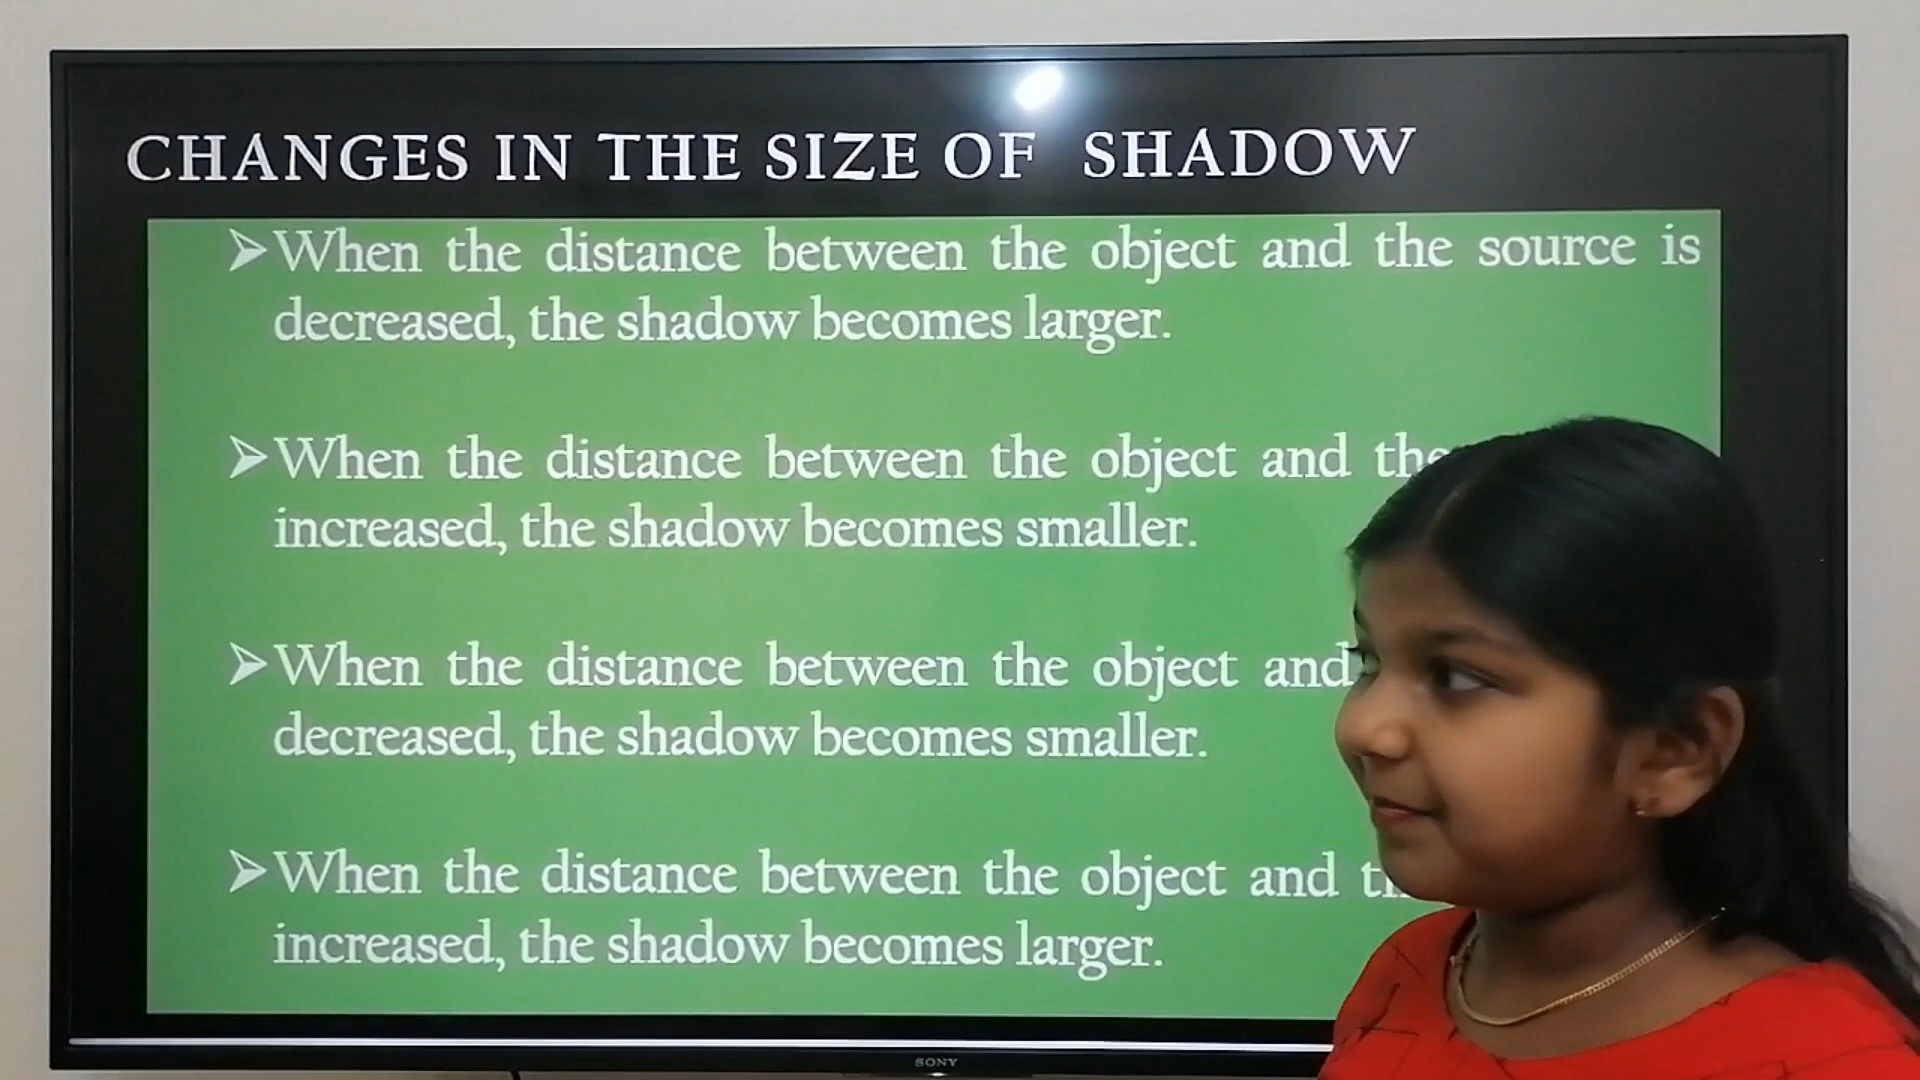 CHANGES IN THE SIZE OF SHADOW
➢When the distance between the object and the source is
decreased, the shadow becomes larger.
➢When the distance between the object and the
increased, the shadow becomes smaller.
➢When the distance between the object and
decreased, the shadow becomes smaller.
➢When the distance between the object and
increased, the shadow becomes larger.
SONY